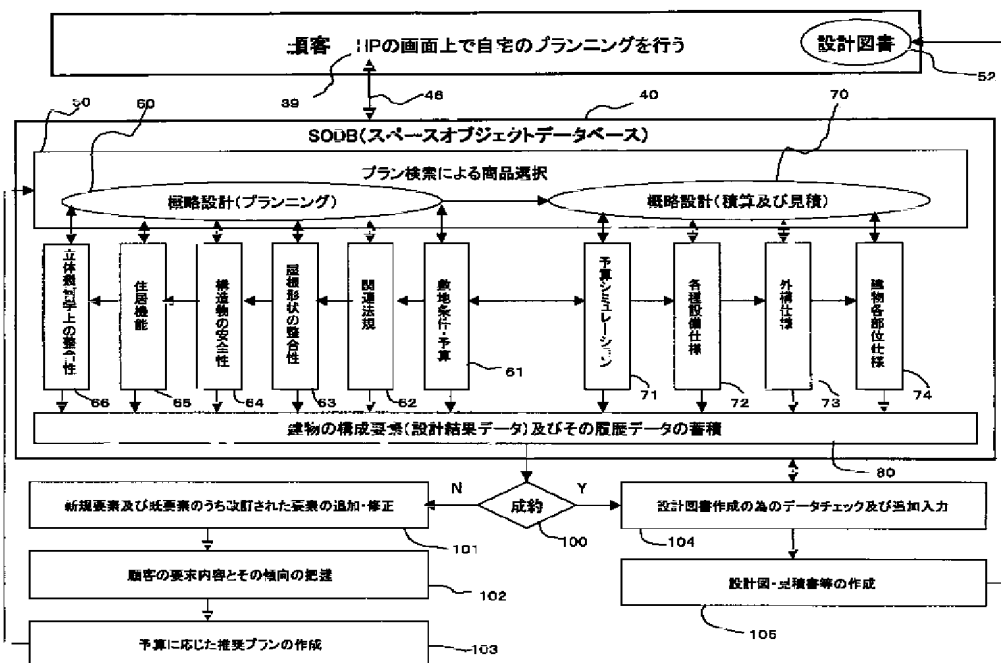 顧客 HPの画面上で自宅のプランニングを行う
設計図書
52
39
46
50
60
40
70
SODB(スペースオブジェクトデータベース)
プラン検索による商品選択
概略設計(プランニング)
概略設計(積算及び見積)
立体幾何学上の整合性
住居機能
構造物の安全性
屋根形状の整合性
関連法規
敷地条件・予算
予算シミュレーション
各種設備仕様
外構仕様
建物各部位仕様
66
65
64
63
62
61
71
72
73
74
建物の構成要素(設計結果データ)及びその履歴データの蓄積
80
N
成約
Y
100
新規要素及び既要素のうち改訂された要素の追加・修正
101
設計図書作成の為のデータチェック及び追加入力
104
顧客の要求内容とその傾向の把握
102
設計図・見積書等の作成
105
予算に応じた推奨プランの作成
103